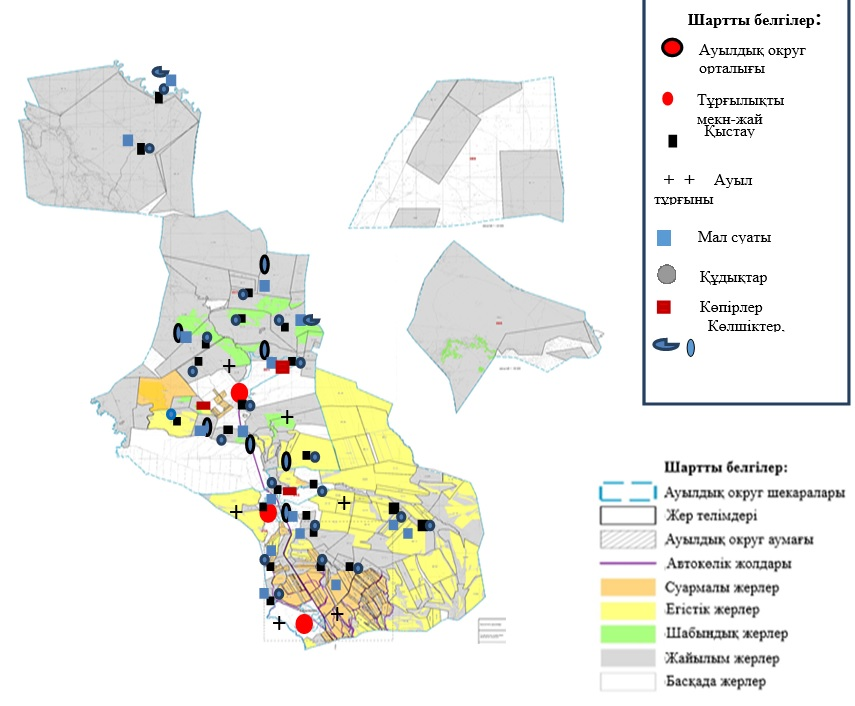 Шартты белгілер:
Ауылдық округ
орталығы
Тұрғылықты
мекн-жай
Қыстау
+ + Ауыл
тұрғыны
Мал суаты
Құдықтар
Көпірлер
Көлшіктер,
Шартты белгілер:
Ауылдық округ шекаралары
Жер телімдері
Ауылдық округ аумағы
Автокөлік жолдары
Суармалы жерлер
Егістік жерлер
Шабындық жерлер
Жайылым жерлер
Басқада жерлер